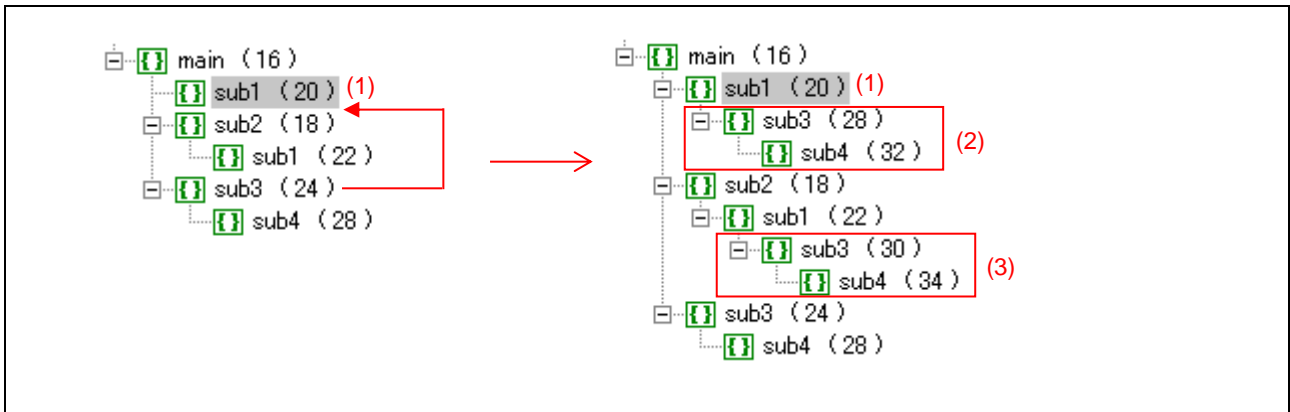 main (16)
sub1 (20) (1)
sub2 (18)
sub1 (22)
sub3 (24)
sub4 (28)
main (16)
sub1 (20) (1)
sub3 (28)
(2)
sub4 (32)
sub2 (18)
sub1 (22)
sub3 (30)
(3)
sub4 (34)
sub3 (24)
sub4 (28)